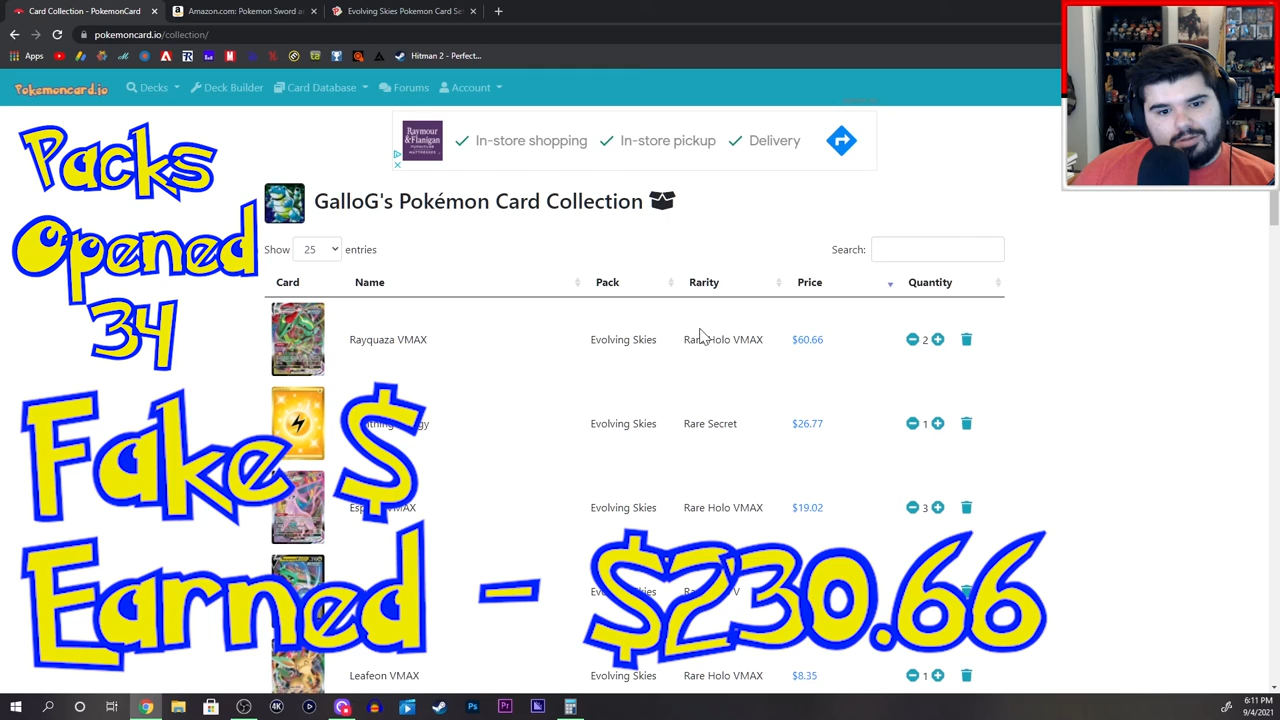 Card Collection - Pokémon Card
Amazon.com: Pokemon Sword a
Evolving Skies Pokémon Card Se
pokemoncard.io/collection/
Apps
Hitman 2 - Perfect...
Pokemoncard.io
Decks
Deck Builder
Card Database
Forums
Account
Raymour & Flanigan
In-store shopping
In-store pickup
Delivery
GalloG's Pokémon Card Collection
Show 25 entries
Search:
Card Name Pack Rarity Price Quantity
Rayquaza VMAX Evolving Skies Rare Holo VMAX $60.66 2
Evolving Skies Rare Secret $26.77 1
Evolving Skies Rare Holo VMAX $19.02 3
Leafeon VMAX Evolving Skies Rare Holo VMAX $8.35 1
Packs
Opened
34
Fake $
Earned - $230.66
6:11 PM
9/4/2021